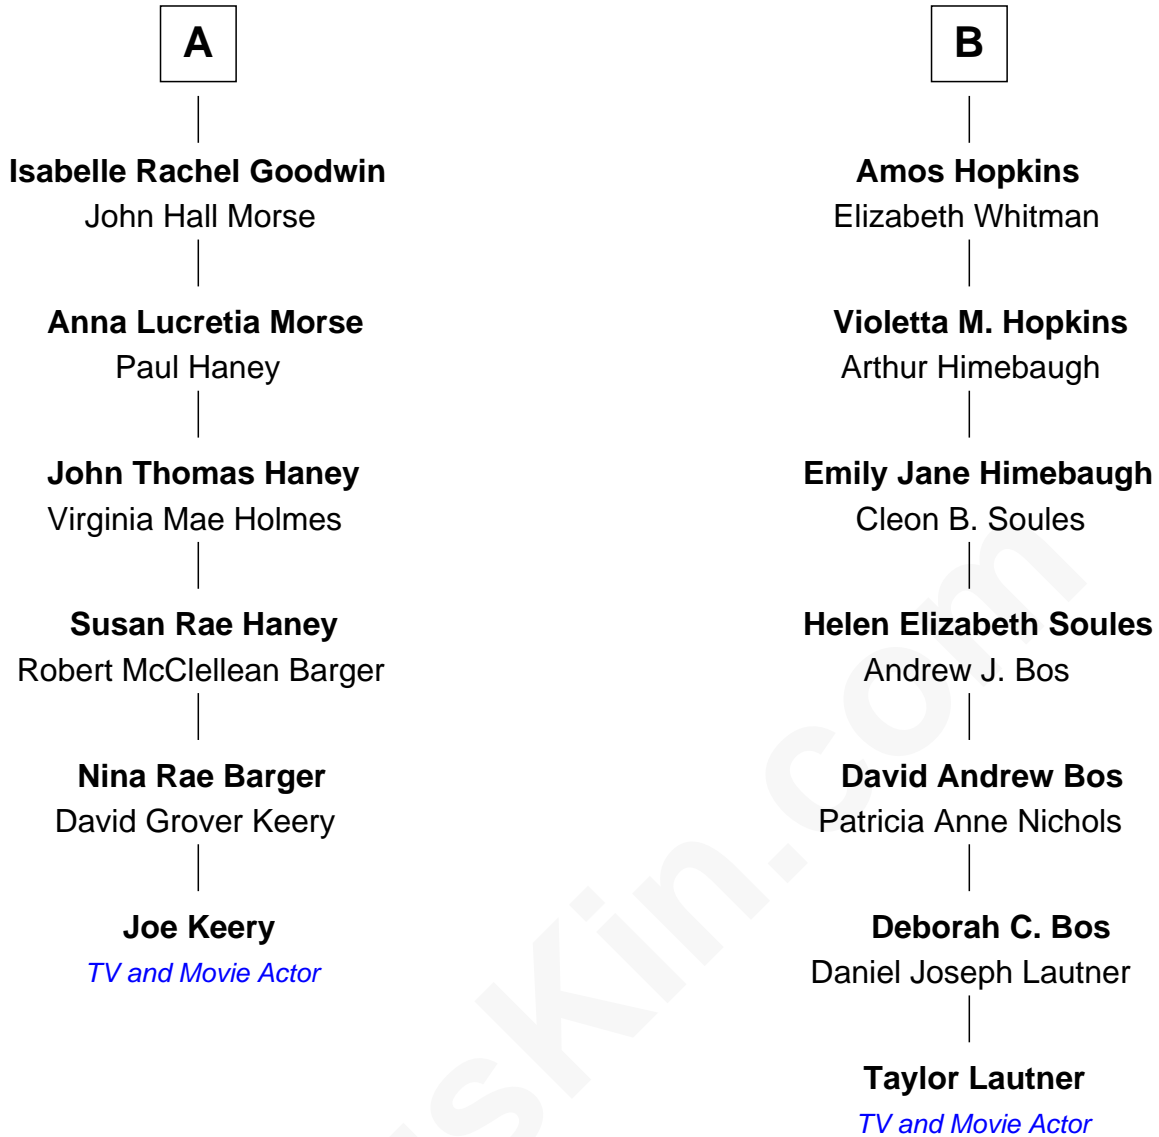 A
Isabelle Rachel Goodwin
John Hall Morse
Anna Lucretia Morse
Paul Haney
John Thomas Haney
Virginia Mae Holmes
Susan Rae Haney
Robert McClellean Barger
Nina Rae Barger
David Grover Keery
Joe Keery
TV and Movie Actor
B
Amos Hopkins
Elizabeth Whitman
Violetta M. Hopkins
Arthur Himebaugh
Emily Jane Himebaugh
Cleon B. Soules
Helen Elizabeth Soules
Andrew J. Bos
David Andrew Bos
Patricia Anne Nichols
Deborah C. Bos
Daniel Joseph Lautner
Taylor Lautner
TV and Movie Actor
sKin.com